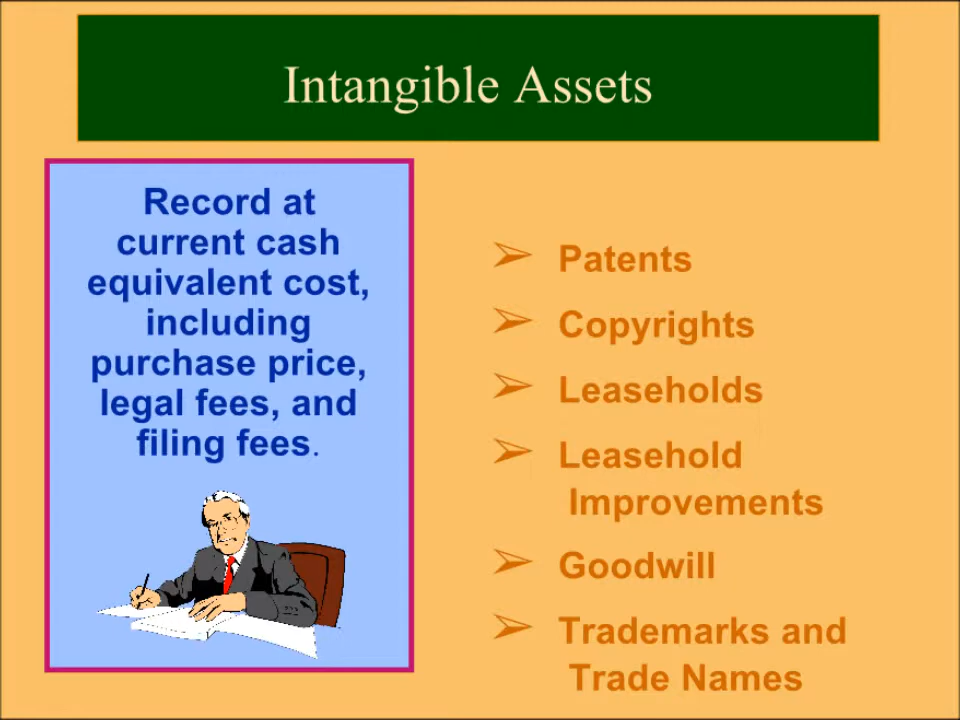 Intangible Assets
Record at
current cash
equivalent cost,
including
purchase price,
legal fees, and
filing fees.
➢ Patents
➢ Copyrights
➢ Leaseholds
➢ Leasehold
Improvements
➢ Goodwill
➢ Trademarks and
Trade Names